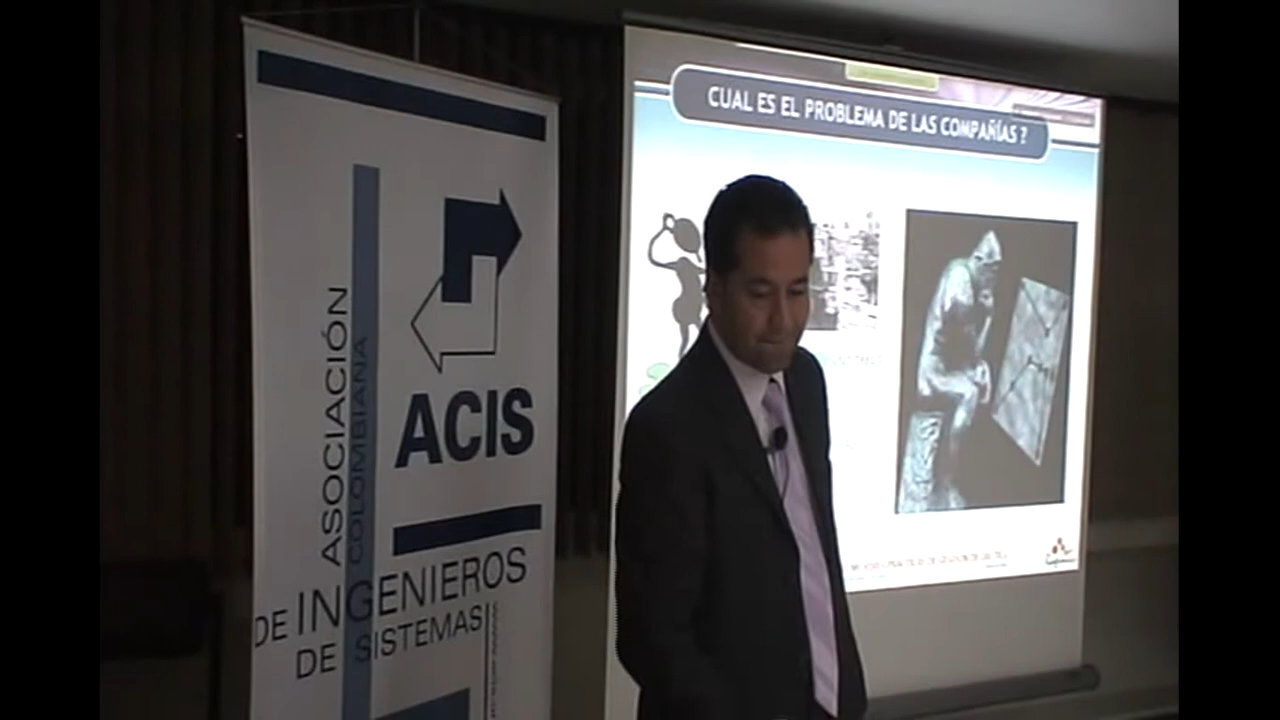 ASOCIACIÓN
COLOMBIANA
ACIS
DE INGENIEROS
DE SISTEMAS
CUAL ES EL PROBLEMA DE LAS COMPAÑÍAS ?